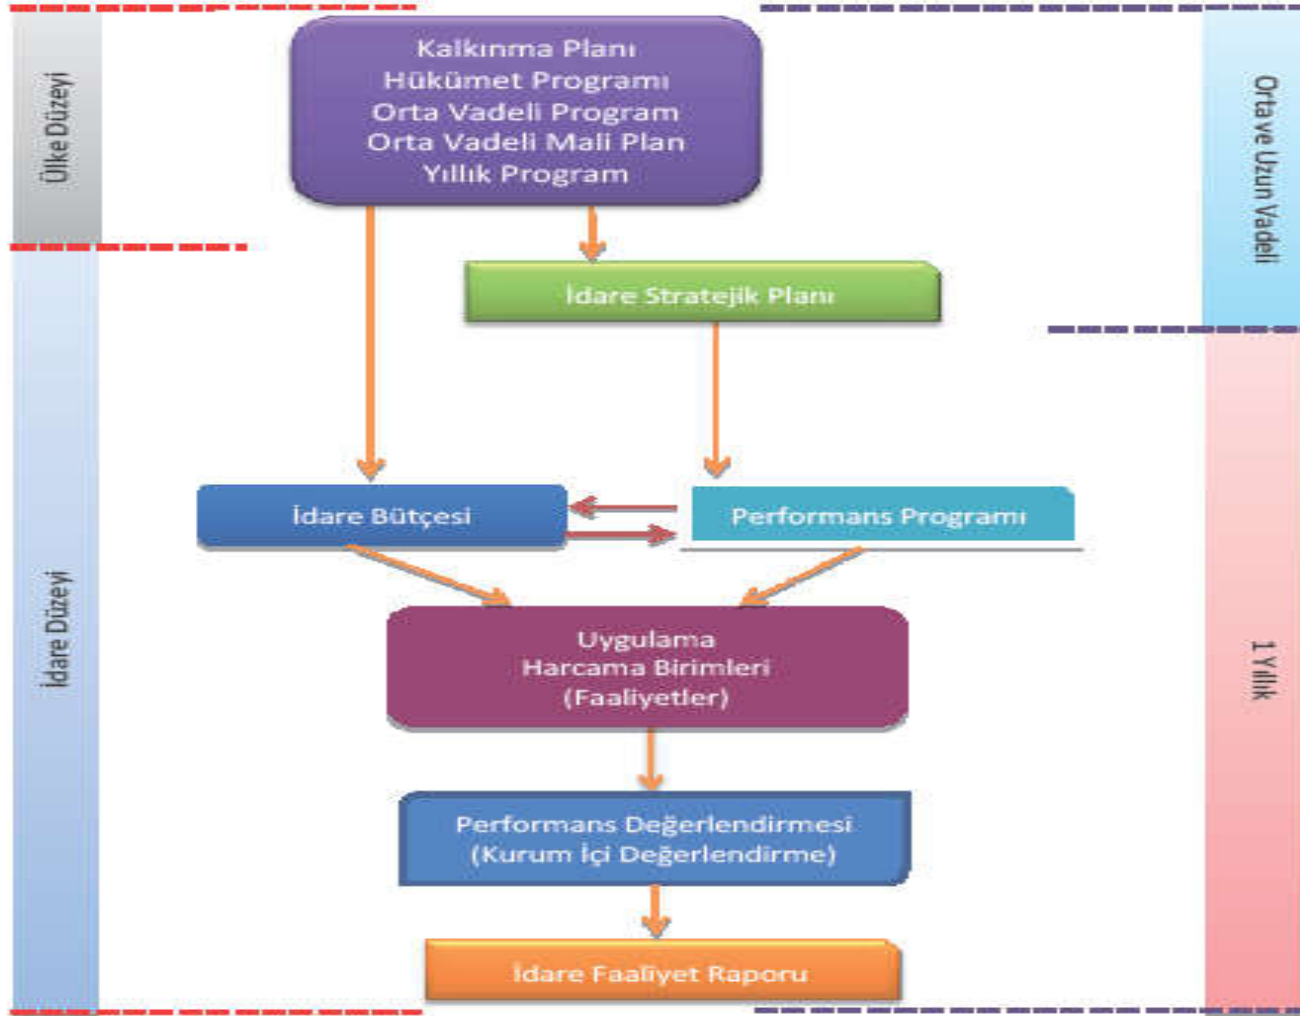 Ülke Düzeyi
Kalkınma Planı
Hükümet Programı
Orta Vadeli Program
Orta Vadeli Mali Plan
Yıllık Program
Orta ve Uzun Vadeli
İdare Stratejik Planı
İdare Düzeyi
İdare Bütçesi
Performans Programı
1 Yıllık
Uygulama
Harcama Birimleri
(Faaliyetler)
Performans Değerlendirmesi
(Kurum İçi Değerlendirme)
İdare Faaliyet Raporu